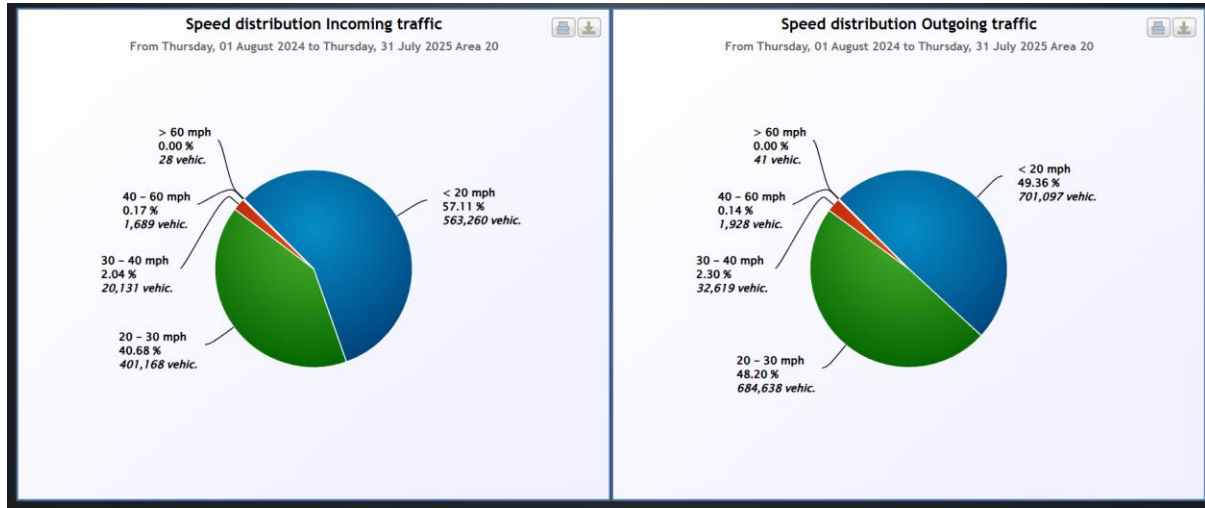 Speed distribution Incoming traffic
From Thursday, 01 August 2024 to Thursday, 31 July 2025 Area 20
> 60 mph
0.00 %
28 vehic.
40 – 60 mph
0.17 %
1,689 vehic.
30 – 40 mph
2.04 %
20,131 vehic.
20 – 30 mph
40.68 %
401,168 vehic.
< 20 mph
57.11 %
563,260 vehic.
Speed distribution Outgoing traffic
From Thursday, 01 August 2024 to Thursday, 31 July 2025 Area 20
> 60 mph
0.00 %
41 vehic.
40 – 60 mph
0.14 %
1,928 vehic.
30 – 40 mph
2.30 %
32,619 vehic.
20 – 30 mph
48.20 %
684,638 vehic.
< 20 mph
49.36 %
701,097 vehic.